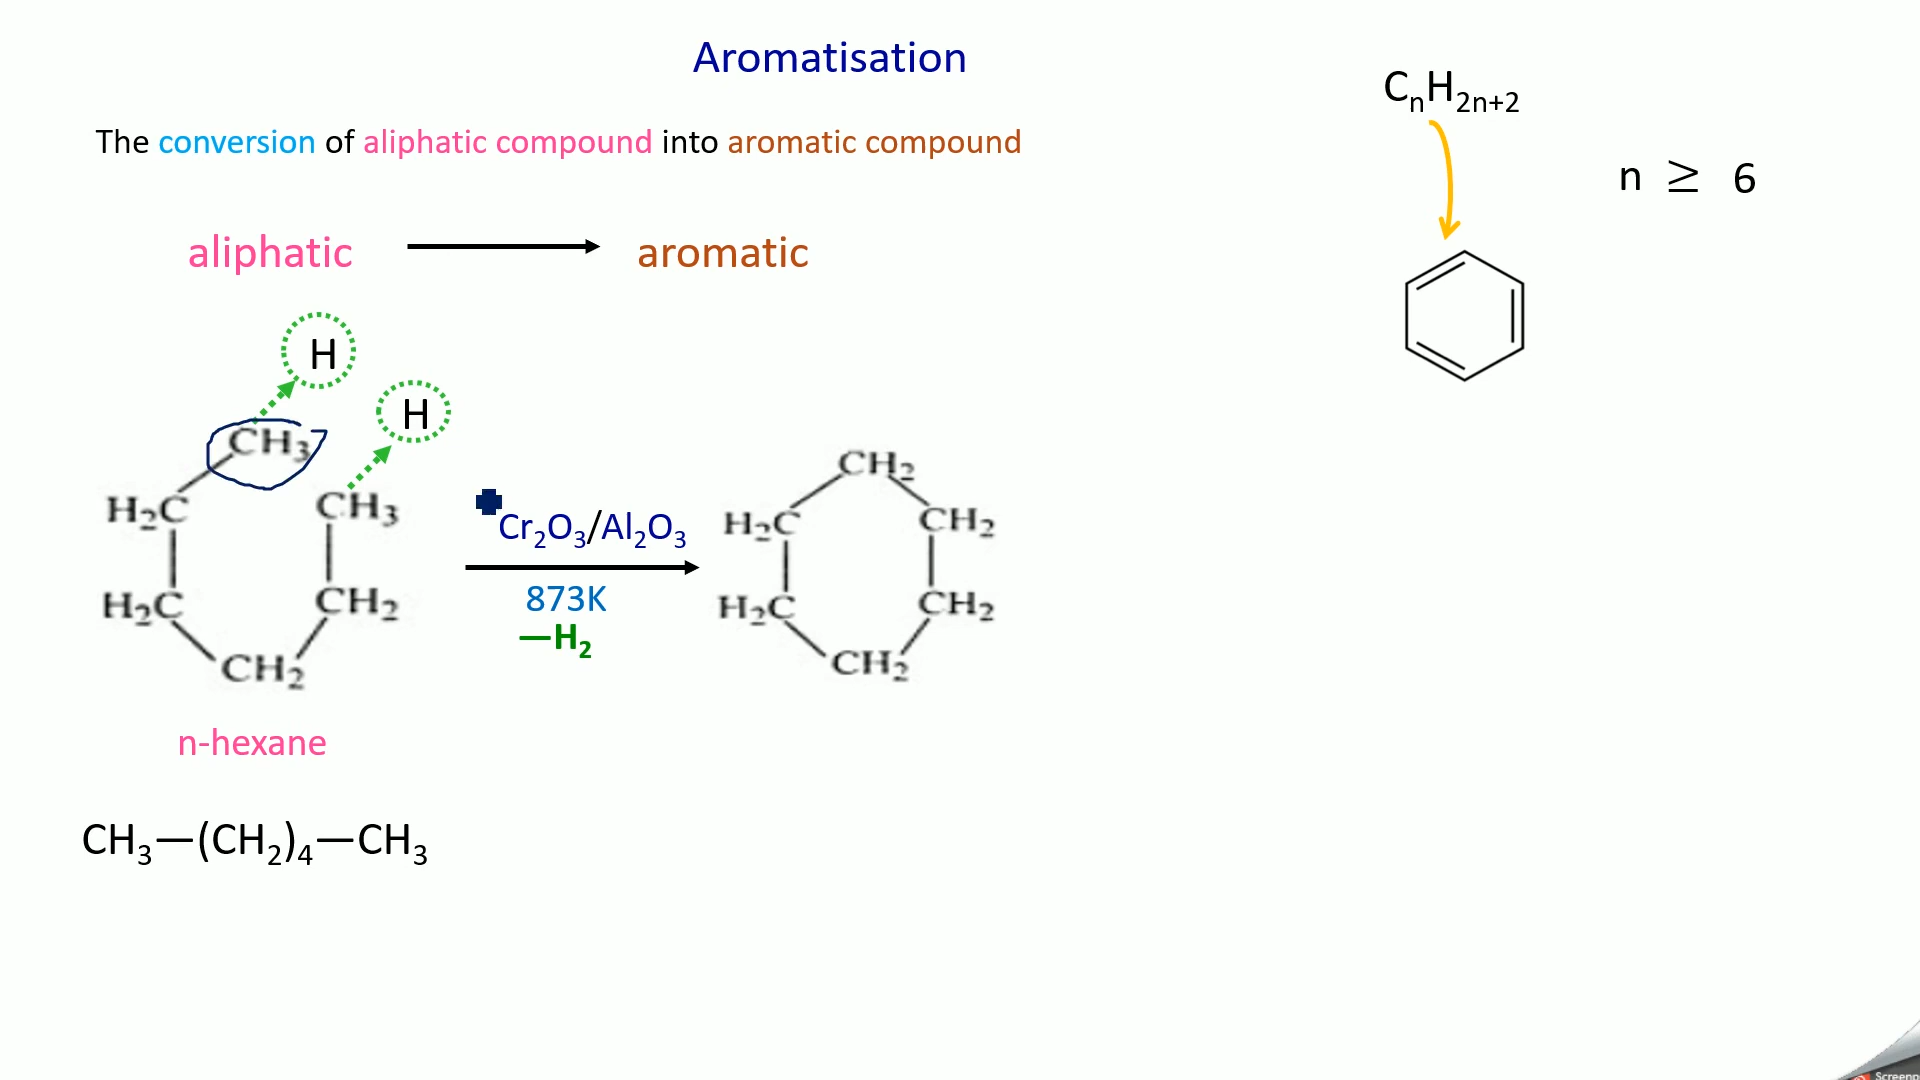 Aromatisation
CₙH₂ₙ₊₂
The conversion of aliphatic compound into aromatic compound
n ≥ 6
aliphatic
aromatic
H
H
CH₃
H₂C
CH₃
H₂C
CH₂
CH₂
Cr₂O₃/Al₂O₃
873K
—H₂
CH₂
H₂C
CH₂
H₂C
CH₂
CH₂
n-hexane
CH₃—(CH₂)₄—CH₃